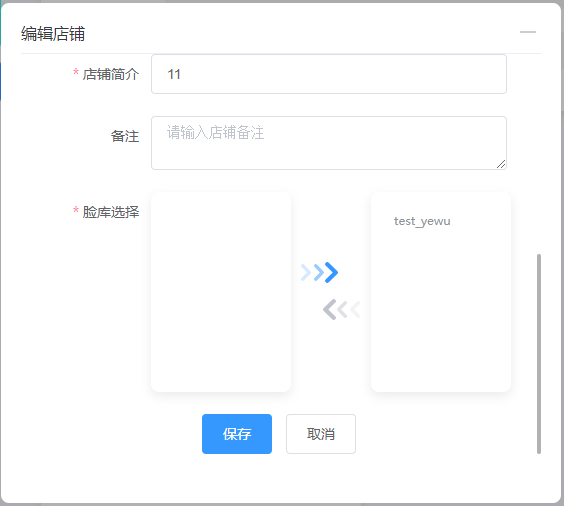 编辑店铺
* 店铺简介 11
备注 请输入店铺备注
* 脸库选择
test_yewu
保存 取消